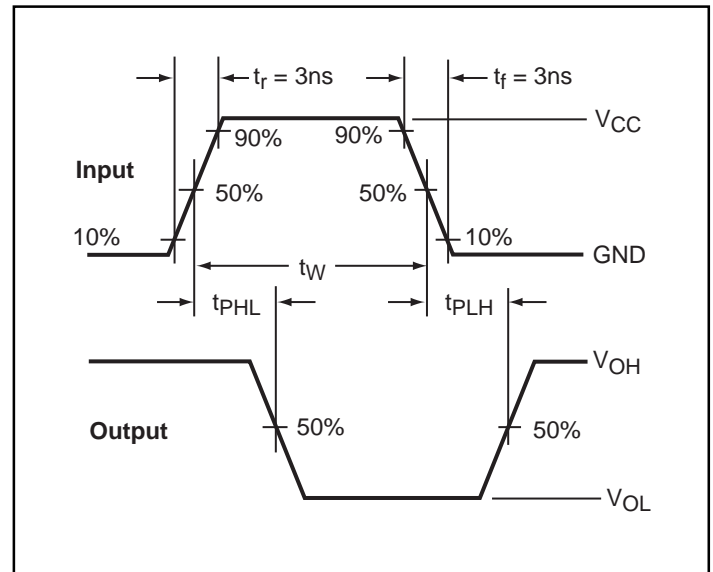 tr = 3ns
tf = 3ns
VCC
90%
90%
Input
50%
50%
10%
10%
GND
tW
tPHL
tPLH
VOH
Output
50%
50%
VOL